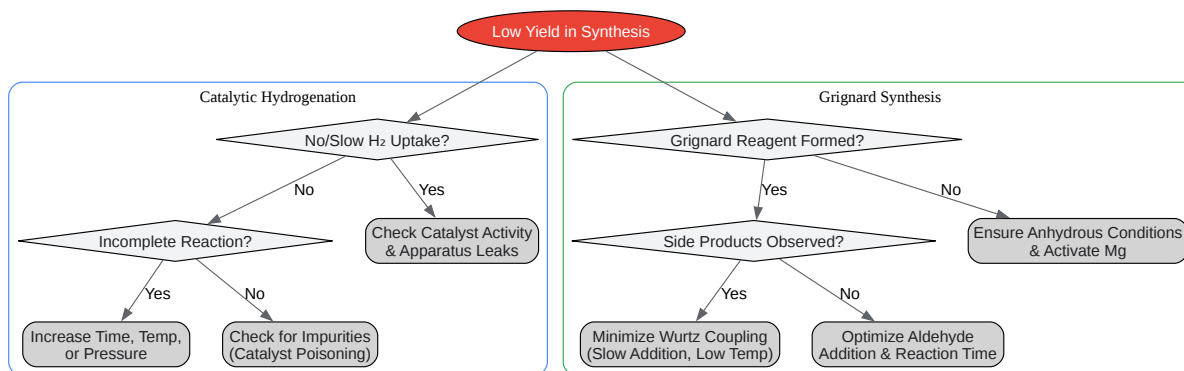 Low Yield in Synthesis
Catalytic Hydrogenation
Grignard Synthesis
No/Slow H₂ Uptake?
Grignard Reagent Formed?
No
Yes
Yes
No
Incomplete Reaction?
Check Catalyst Activity
& Apparatus Leaks
Side Products Observed?
Ensure Anhydrous Conditions
& Activate Mg
Yes
No
Yes
No
Increase Time, Temp,
or Pressure
Check for Impurities
(Catalyst Poisoning)
Minimize Wurtz Coupling
(Slow Addition, Low Temp)
Optimize Aldehyde
Addition & Reaction Time